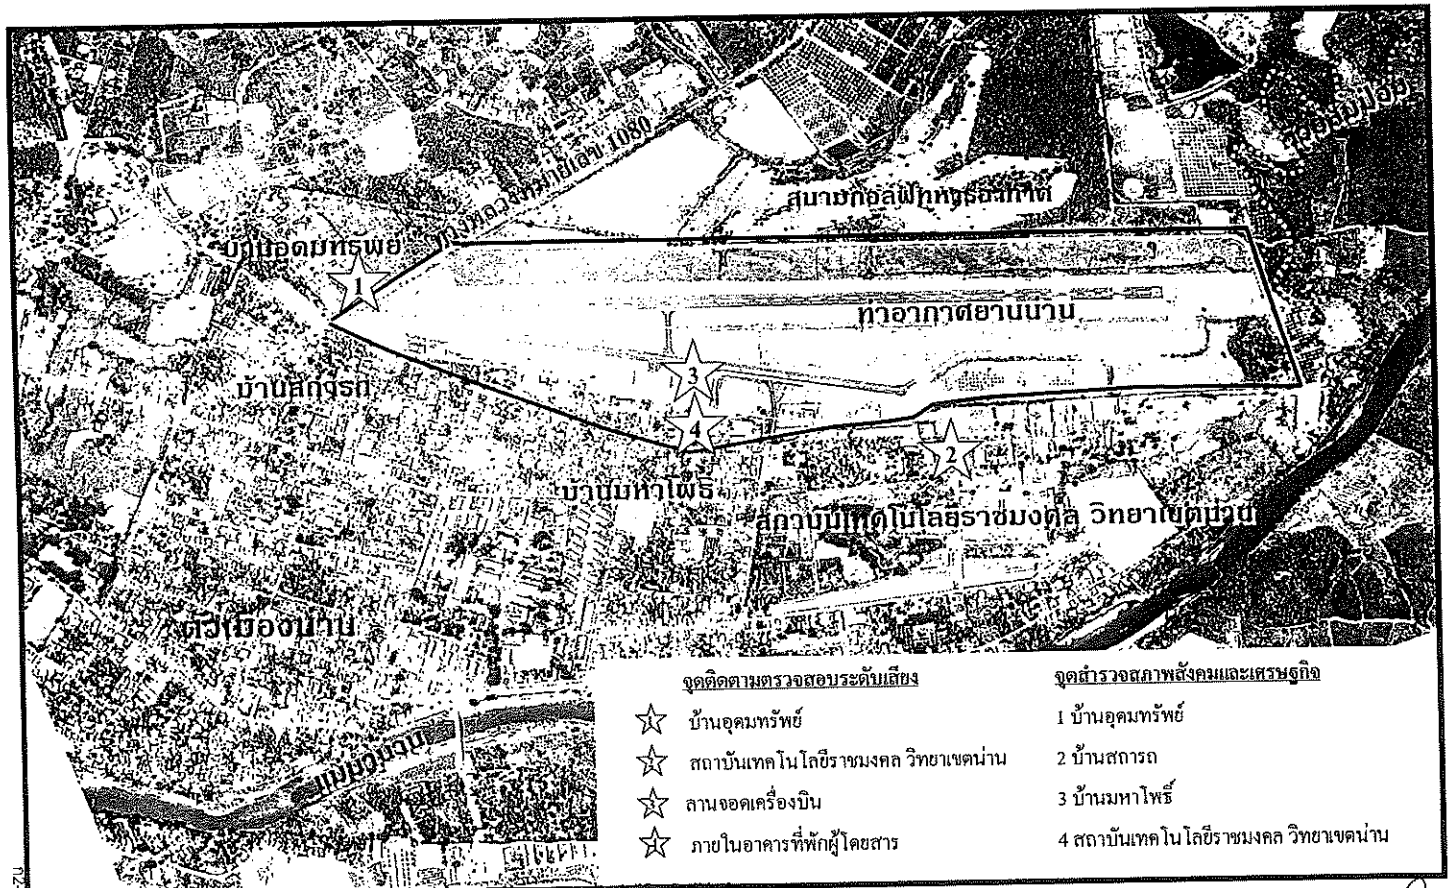 ทางหลวงหมายเลข 1080
สนามกอล์ฟทหารอากาศ
บ้านอุดมทรัพย์
1
ท่าอากาศยานน่าน
3
บ้านสถารถ
4
2
บ้านมหาโพธิ์
สถาบันเทคโนโลยีราชมงคล วิทยาเขตน่าน
ตัวเมืองน่าน
แม่น้ำน่าน
จุดติดตามตรวจสอบระดับเสียง
1 บ้านอุดมทรัพย์
2 สถาบันเทคโนโลยีราชมงคล วิทยาเขตน่าน
3 ลานจอดเครื่องบิน
4 ภายในอาคารที่พักผู้โดยสาร
จุดสำรวจสภาพสังคมและเศรษฐกิจ
1 บ้านอุดมทรัพย์
2 บ้านสถารถ
3 บ้านมหาโพธิ์
4 สถาบันเทคโนโลยีราชมงคล วิทยาเขตน่าน